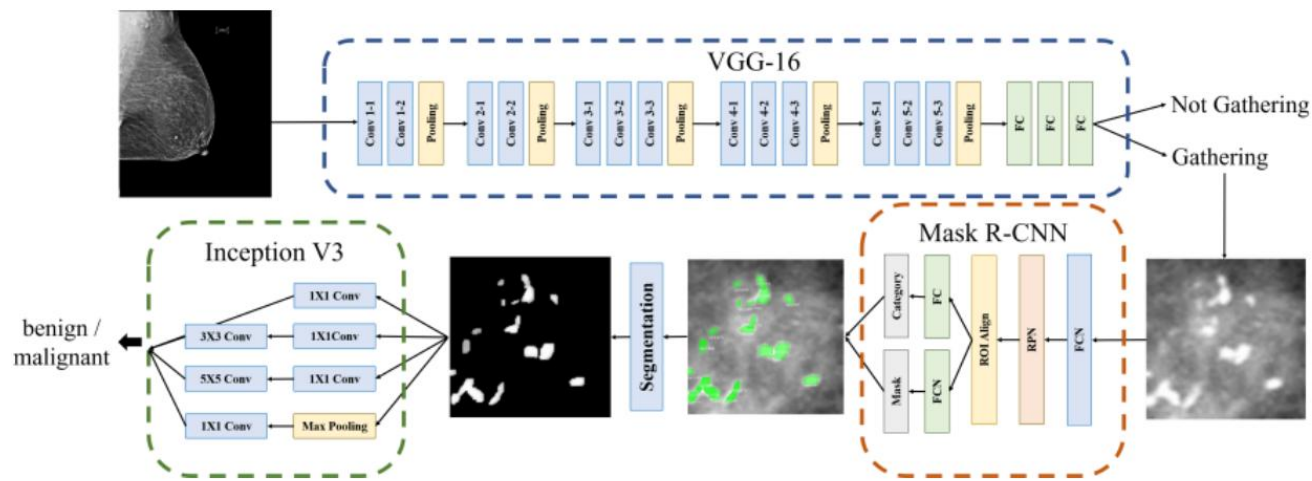 VGG-16
Conv 1-1
Conv 1-2
Pooling
Conv 2-1
Conv 2-2
Pooling
Conv 3-1
Conv 3-2
Conv 3-3
Pooling
Conv 4-1
Conv 4-2
Conv 4-3
Pooling
Conv 5-1
Conv 5-2
Conv 5-3
Pooling
FC
FC
FC
Not Gathering
Gathering
Mask R-CNN
FCN
RPN
ROI Align
FC
FCN
Category
Mask
Segmentation
Inception V3
1X1 Conv
3X3 Conv
1X1Conv
5X5 Conv
1X1 Conv
1X1 Conv
Max Pooling
benign /
malignant